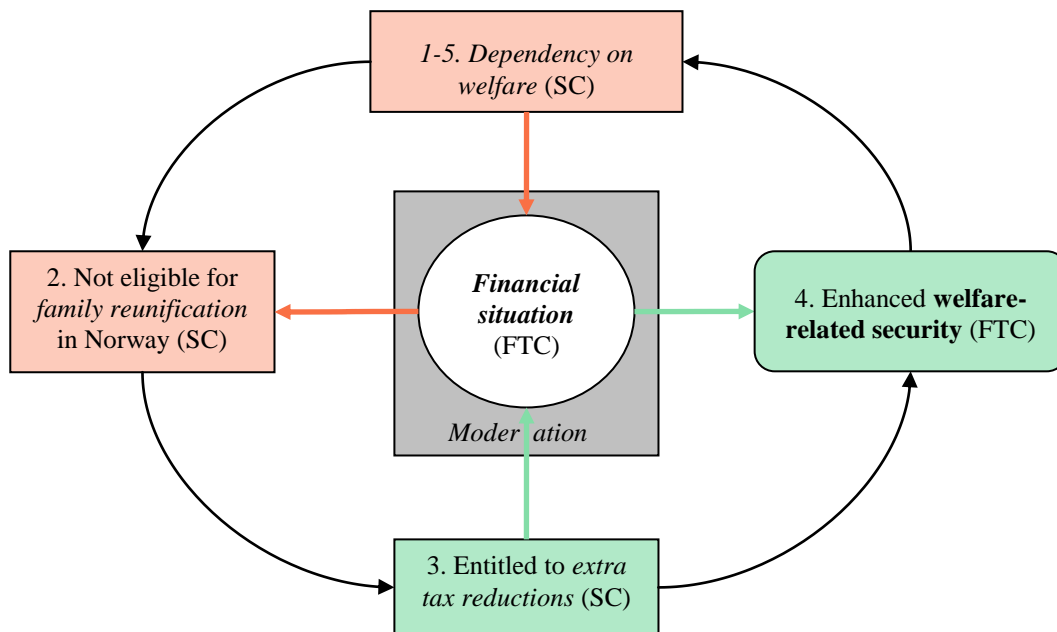 1-5. Dependency on
welfare (SC)
2. Not eligible for
family reunification
in Norway (SC)
Financial
situation
(FTC)
4. Enhanced welfare-
related security (FTC)
Moder ation
3. Entitled to extra
tax reductions (SC)